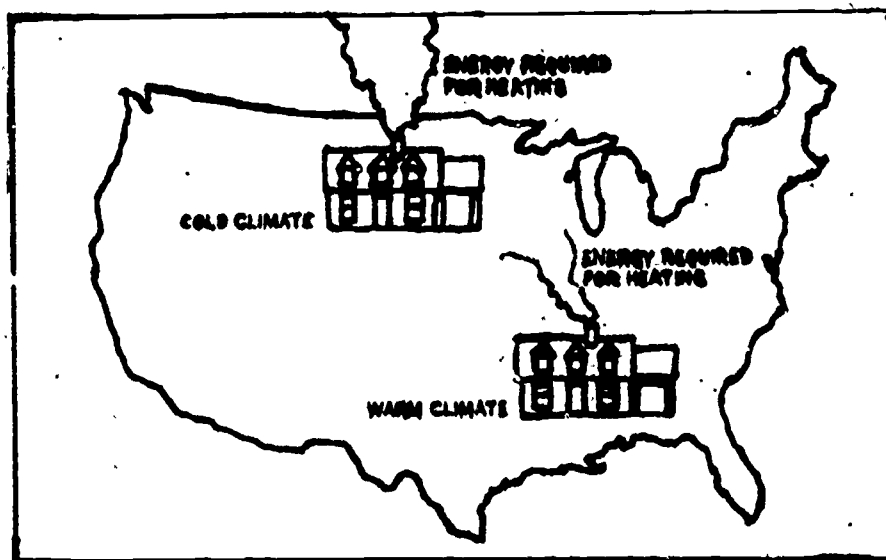 ENERGY REQUIRED
FOR HEATING
COLD CLIMATE
ENERGY REQUIRED
FOR HEATING
WARM CLIMATE